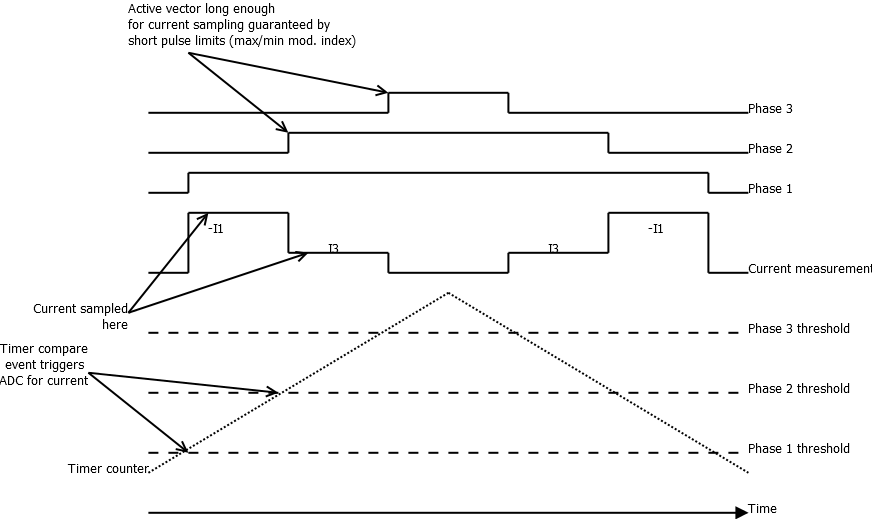 Active vector long enough
for current sampling guaranteed by
short pulse limits (max/min mod. index)
Phase 3
Phase 2
Phase 1
-I1
I3
I3
-I1
Current measurement
Current sampled
here
Phase 3 threshold
Timer compare
event triggers
ADC for current
Phase 2 threshold
Phase 1 threshold
Timer counter
Time